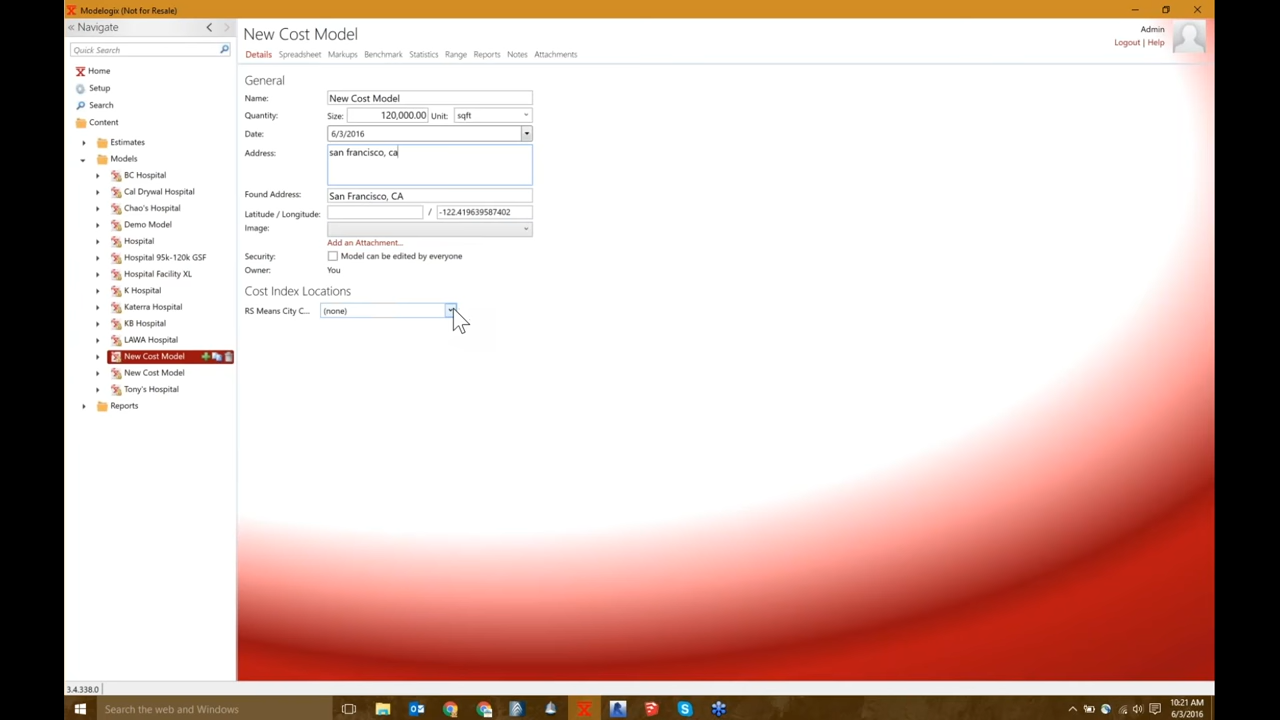 Modelogix (Not for Resale)
« Navigate
Quick Search
Home
Setup
Search
Content
Estimates
Models
BC Hospital
Cal Drywal Hospital
Chao's Hospital
Demo Model
Hospital
Hospital 95k-120k GSF
Hospital Facility XL
K Hospital
Katerra Hospital
KB Hospital
LAWA Hospital
New Cost Model
New Cost Model
Tony's Hospital
Reports
New Cost Model
Details Spreadsheet Markups Benchmark Statistics Range Reports Notes Attachments
Admin
Logout | Help
General
Name: New Cost Model
Quantity: Size: 120,000.00 Unit: sqft
Date: 6/3/2016
Address: san francisco, ca
Found Address: San Francisco, CA
Latitude / Longitude: / -122.419639587402
Image:
Add an Attachment...
Security: Model can be edited by everyone
Owner: You
Cost Index Locations
RS Means City C... (none)
3.4.338.0
Search the web and Windows
10:21 AM
6/3/2016